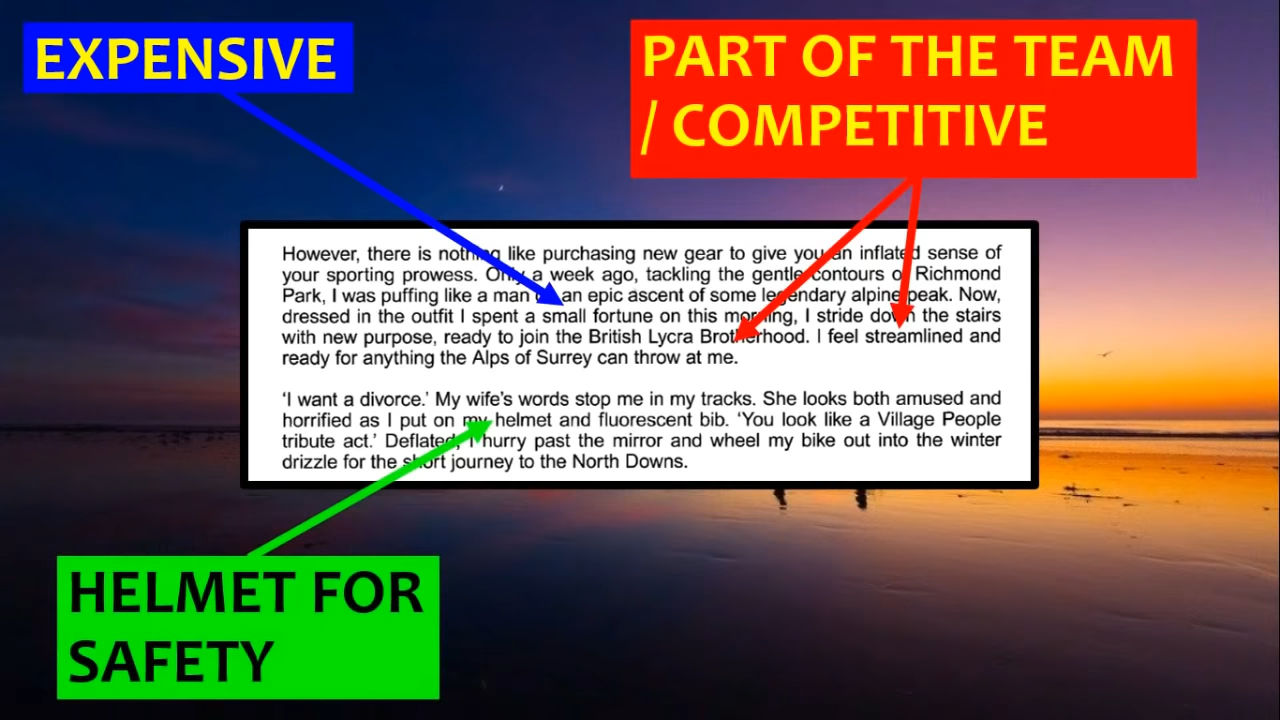 EXPENSIVE
PART OF THE TEAM
/ COMPETITIVE
However, there is nothing like purchasing new gear to give you an inflated sense of
your sporting prowess. Only a week ago, tackling the gentle contours of Richmond
Park, I was puffing like a man on an epic ascent of some legendary alpine peak. Now,
dressed in the outfit I spent a small fortune on this morning, I stride down the stairs
with new purpose, ready to join the British Lycra Brotherhood. I feel streamlined and
ready for anything the Alps of Surrey can throw at me.
‘I want a divorce.’ My wife’s words stop me in my tracks. She looks both amused and
horrified as I put on my helmet and fluorescent bib. ‘You look like a Village People
tribute act.’ Deflated, I hurry past the mirror and wheel my bike out into the winter
drizzle for the short journey to the North Downs.
HELMET FOR
SAFETY